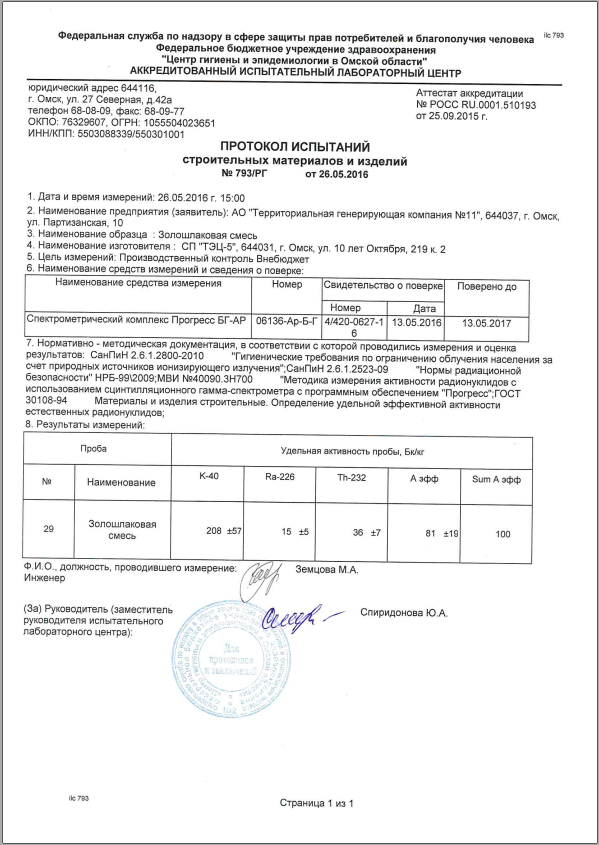 Федеральная служба по надзору в сфере защиты прав потребителей и благополучия человека
ilc 793
Федеральное бюджетное учреждение здравоохранения
"Центр гигиены и эпидемиологии в Омской области"
АККРЕДИТОВАННЫЙ ИСПЫТАТЕЛЬНЫЙ ЛАБОРАТОРНЫЙ ЦЕНТР
юридический адрес 644116,
г. Омск, ул. 27 Северная, д.42а
телефон 68-08-09, факс: 68-09-77
ОКПО: 76329607, ОГРН: 1055504023651
ИНН/КПП: 5503088339/550301001
Аттестат аккредитации
№ РОСС RU.0001.510193
от 25.09.2015 г.
ПРОТОКОЛ ИСПЫТАНИЙ
строительных материалов и изделий
№ 793/РГ от 26.05.2016
1. Дата и время измерений: 26.05.2016 г. 15:00
2. Наименование предприятия (заявитель): АО "Территориальная генерирующая компания №11", 644037, г. Омск,
ул. Партизанская, 10
3. Наименование образца : Золошлаковая смесь
4. Наименование изготовителя : СП "ТЭЦ-5", 644031, г. Омск, ул. 10 лет Октября, 219 к. 2
5. Цель измерений: Производственный контроль Внебюджет
6. Наименование средств измерений и сведения о поверке:
Наименование средства измерения Номер Свидетельство о поверке Поверено до
Номер Дата
Спектрометрический комплекс Прогресс БГ-АР 06136-Ар-Б-Г 4/420-0627-1 13.05.2016 13.05.2017
6
7. Нормативно - методическая документация, в соответствии с которой проводились измерения и оценка
результатов: СанПиН 2.6.1.2800-2010 "Гигиенические требования по ограничению облучения населения за
счет природных источников ионизирующего излучения";СанПиН 2.6.1.2523-09 "Нормы радиационной
безопасности" НРБ-99\2009;МВИ №40090.3Н700 "Методика измерения активности радионуклидов с
использованием сцинтилляционного гамма-спектрометра с программным обеспечением "Прогресс";ГОСТ
30108-94 Материалы и изделия строительные. Определение удельной эффективной активности
естественных радионуклидов;
8. Результаты измерений:
Проба Удельная активность пробы, Бк/кг
№ Наименование K-40 Ra-226 Th-232 А эфф Sum А эфф
29 Золошлаковая смесь 208 ±57 15 ±5 36 ±7 81 ±19 100
Ф.И.О., должность, проводившего измерение: Земцова М.А.
Инженер
(За) Руководитель (заместитель
руководителя испытательного
лабораторного центра):
Спиридонова Ю.А.
Для
протоколов
и заключений
ilc 793
Страница 1 из 1